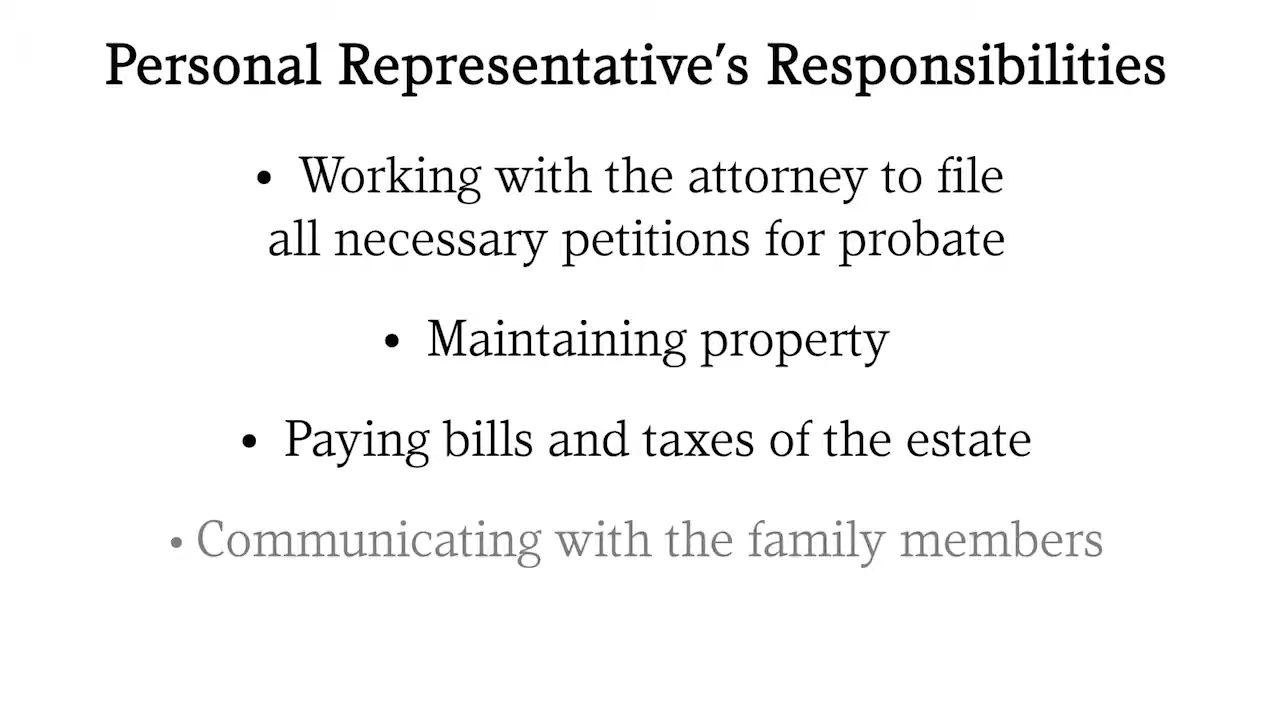 Personal Representative’s Responsibilities
• Working with the attorney to file
all necessary petitions for probate
• Maintaining property
• Paying bills and taxes of the estate
• Communicating with the family members